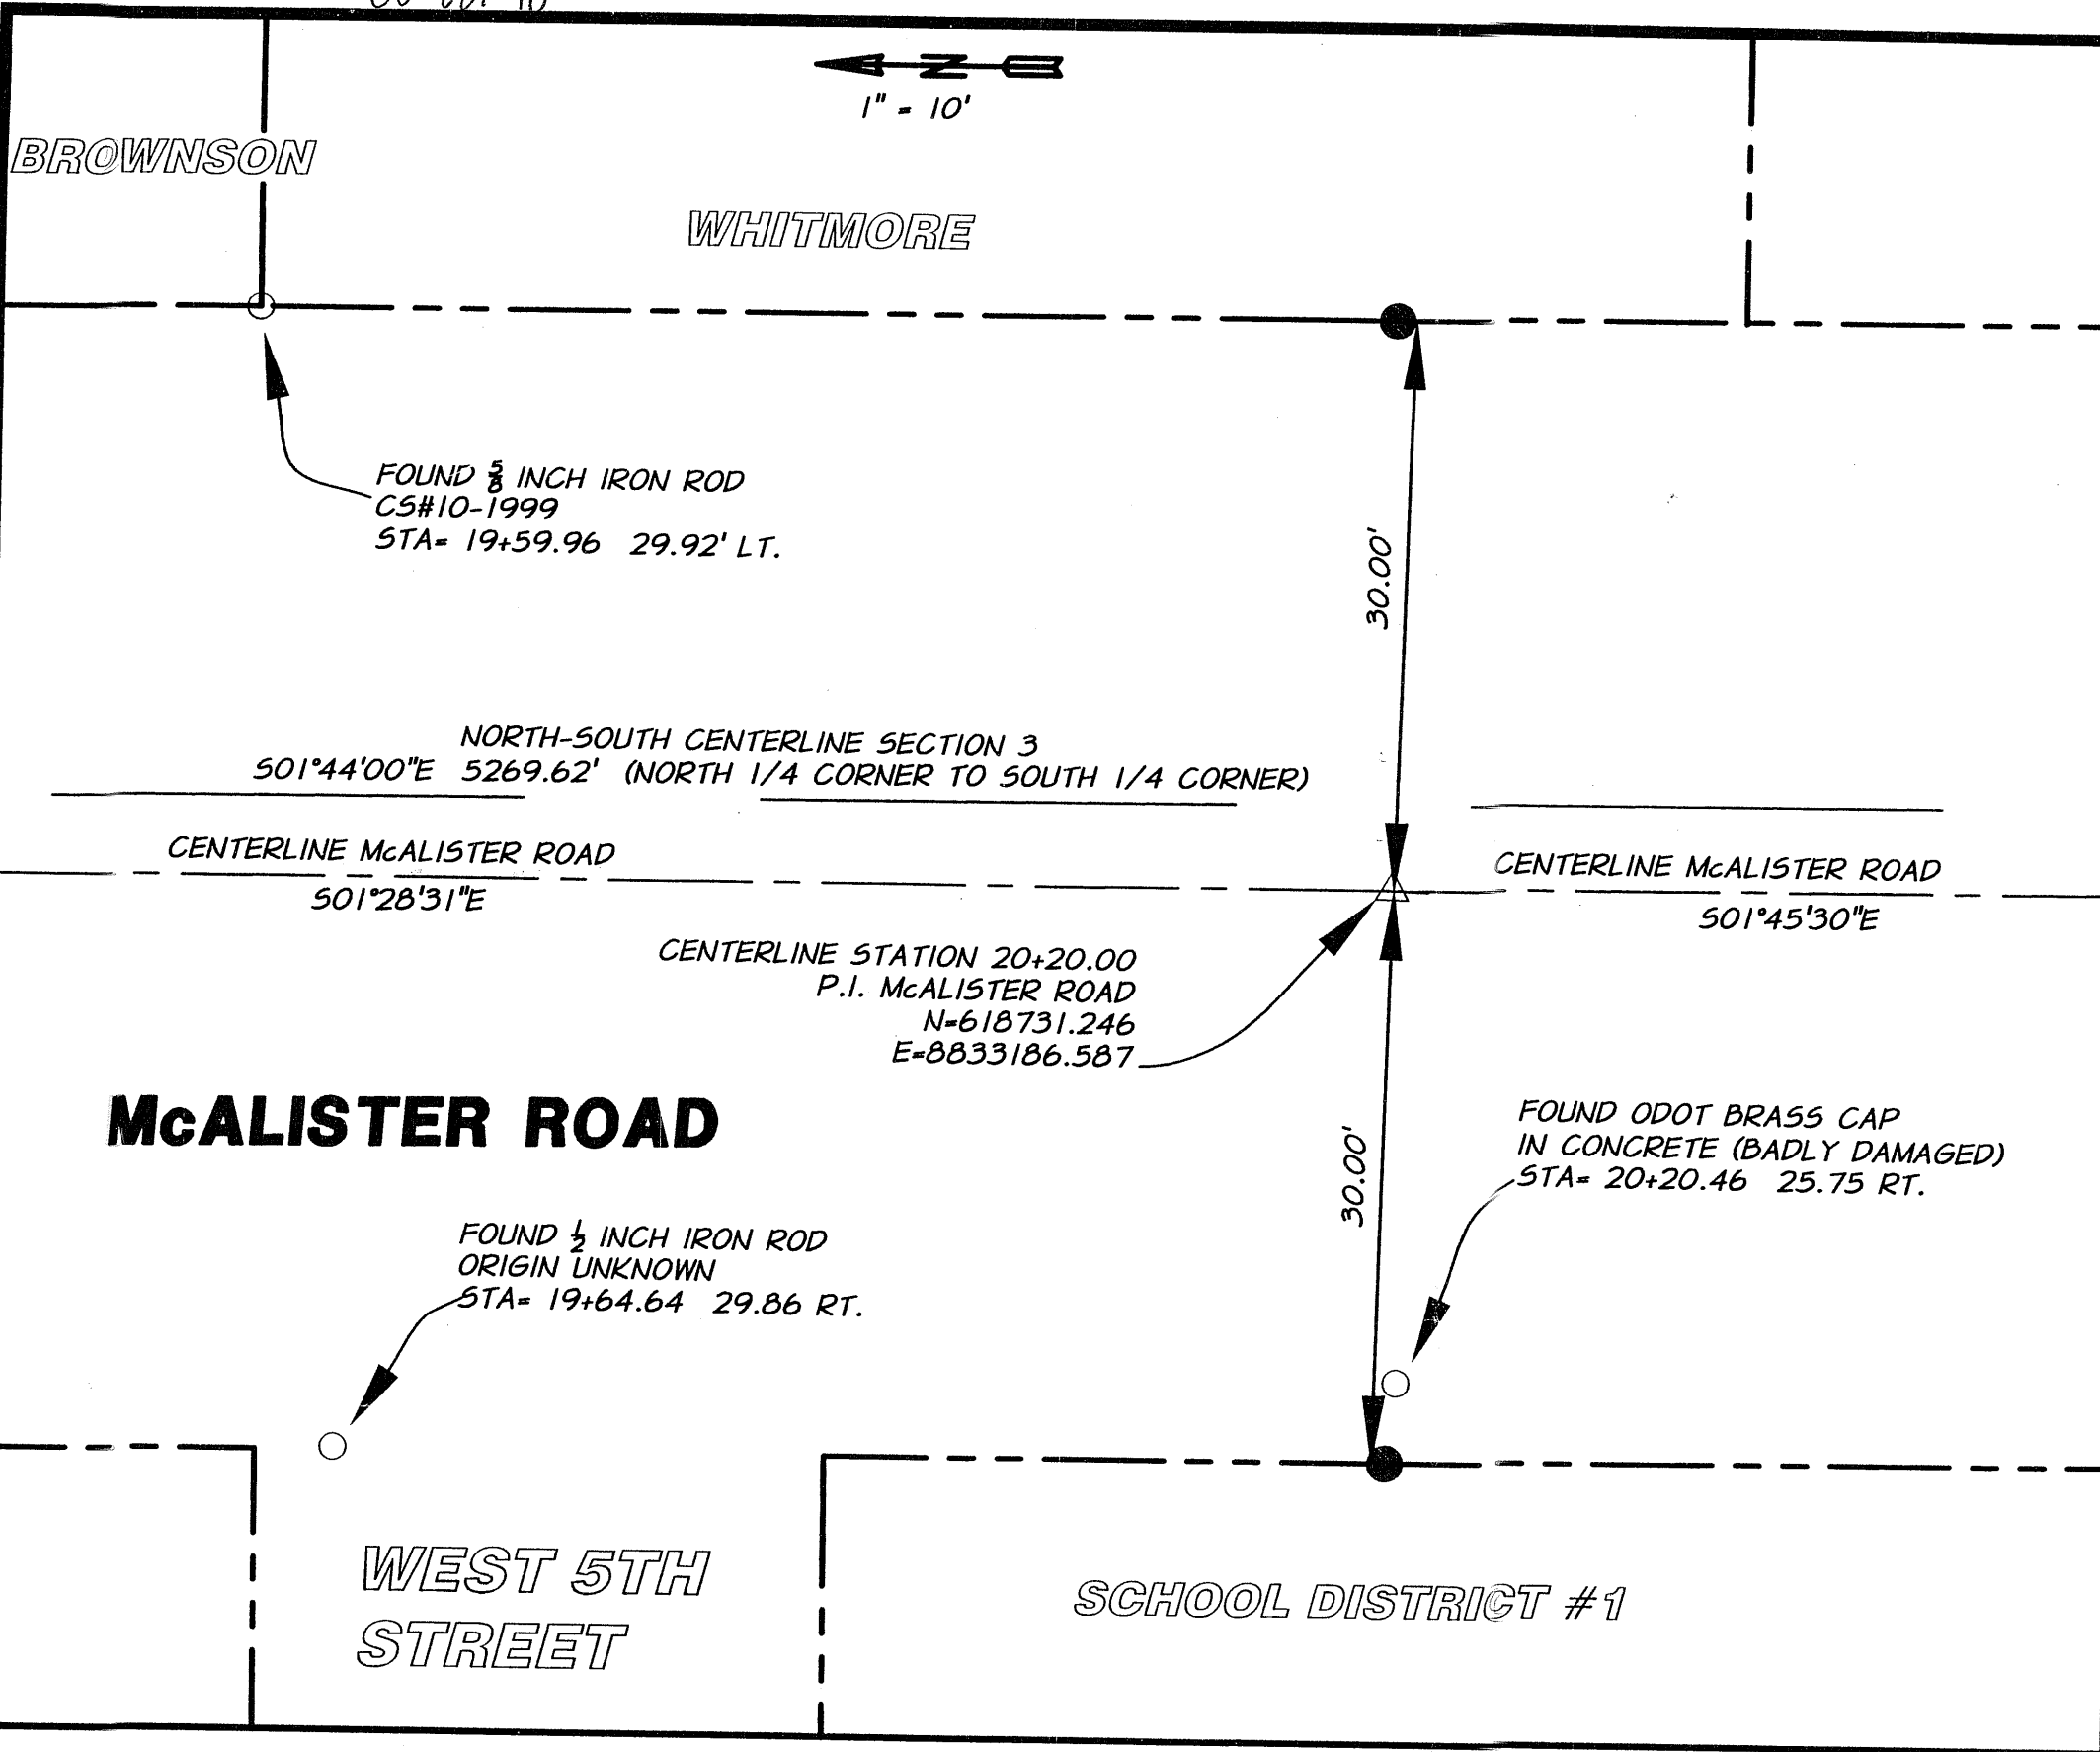 N
1" = 10'
BROWNSON
WHITMORE
FOUND 5/8 INCH IRON ROD
CS#10-1999
STA= 19+59.96 29.92' LT.
30.00'
NORTH-SOUTH CENTERLINE SECTION 3
S01°44'00"E 5269.62' (NORTH 1/4 CORNER TO SOUTH 1/4 CORNER)
CENTERLINE McALISTER ROAD
S01°28'31"E
CENTERLINE McALISTER ROAD
S01°45'30"E
CENTERLINE STATION 20+20.00
P.I. McALISTER ROAD
N=618731.246
E=8833186.587
McALISTER ROAD
30.00'
FOUND ODOT BRASS CAP
IN CONCRETE (BADLY DAMAGED)
STA= 20+20.46 25.75 RT.
FOUND 1/2 INCH IRON ROD
ORIGIN UNKNOWN
STA= 19+64.64 29.86 RT.
WEST 5TH
STREET
SCHOOL DISTRICT #1